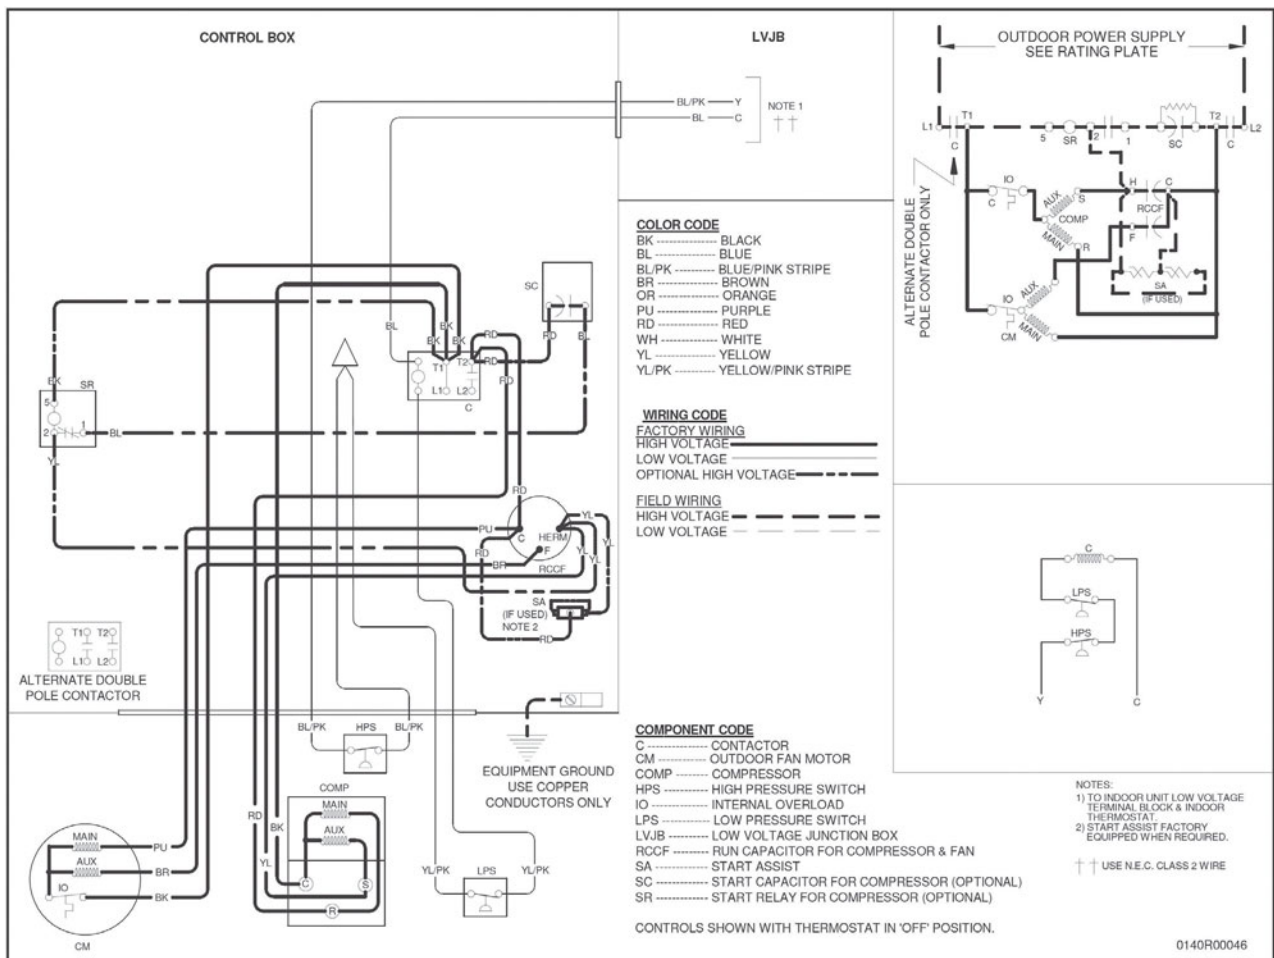 CONTROL BOX
LVJB
BL/PK
Y
BL
C
NOTE 1
††
OUTDOOR POWER SUPPLY
SEE RATING PLATE
L1
T1
C
5
SR
2
1
SC
T2
L2
C
ALTERNATE DOUBLE
POLE CONTACTOR ONLY
IO
C
AUX
S
COMP
MAIN
R
H
C
RCCF
F
SA
(IF USED)
IO
AUX
MAIN
CM
COLOR CODE
BK --------------- BLACK
BL --------------- BLUE
BL/PK ---------- BLUE/PINK STRIPE
BR --------------- BROWN
OR --------------- ORANGE
PU --------------- PURPLE
RD --------------- RED
WH --------------- WHITE
YL --------------- YELLOW
YL/PK ---------- YELLOW/PINK STRIPE
WIRING CODE
FACTORY WIRING
HIGH VOLTAGE
LOW VOLTAGE
OPTIONAL HIGH VOLTAGE
FIELD WIRING
HIGH VOLTAGE
LOW VOLTAGE
BK
SR
5
2
1
BL
YL
BL
BK
BK
BK
RD
RD
RD
T1
T2
L1
L2
C
SC
RD
BL
RD
PU
C
HERM
F
RCCF
YL
YL
YL
YL
RD
BR
SA
(IF USED)
NOTE 2
RD
T1
T2
L1
L2
ALTERNATE DOUBLE
POLE CONTACTOR
BL/PK
HPS
BL/PK
EQUIPMENT GROUND
USE COPPER
CONDUCTORS ONLY
COMP
MAIN
AUX
C
S
R
RD
BK
YL
YL/PK
LPS
YL/PK
MAIN
AUX
IO
PU
BR
BK
CM
C
LPS
HPS
Y
C
COMPONENT CODE
C --------------- CONTACTOR
CM ------------ OUTDOOR FAN MOTOR
COMP -------- COMPRESSOR
HPS ----------- HIGH PRESSURE SWITCH
IO -------------- INTERNAL OVERLOAD
LPS ----------- LOW PRESSURE SWITCH
LVJB --------- LOW VOLTAGE JUNCTION BOX
RCCF --------- RUN CAPACITOR FOR COMPRESSOR & FAN
SA ------------- START ASSIST
SC ------------- START CAPACITOR FOR COMPRESSOR (OPTIONAL)
SR ------------- START RELAY FOR COMPRESSOR (OPTIONAL)
CONTROLS SHOWN WITH THERMOSTAT IN 'OFF' POSITION.
NOTES:
1) TO INDOOR UNIT LOW VOLTAGE
TERMINAL BLOCK & INDOOR
THERMOSTAT.
2) START ASSIST FACTORY
EQUIPPED WHEN REQUIRED.
†† USE N.E.C. CLASS 2 WIRE
0140R00046